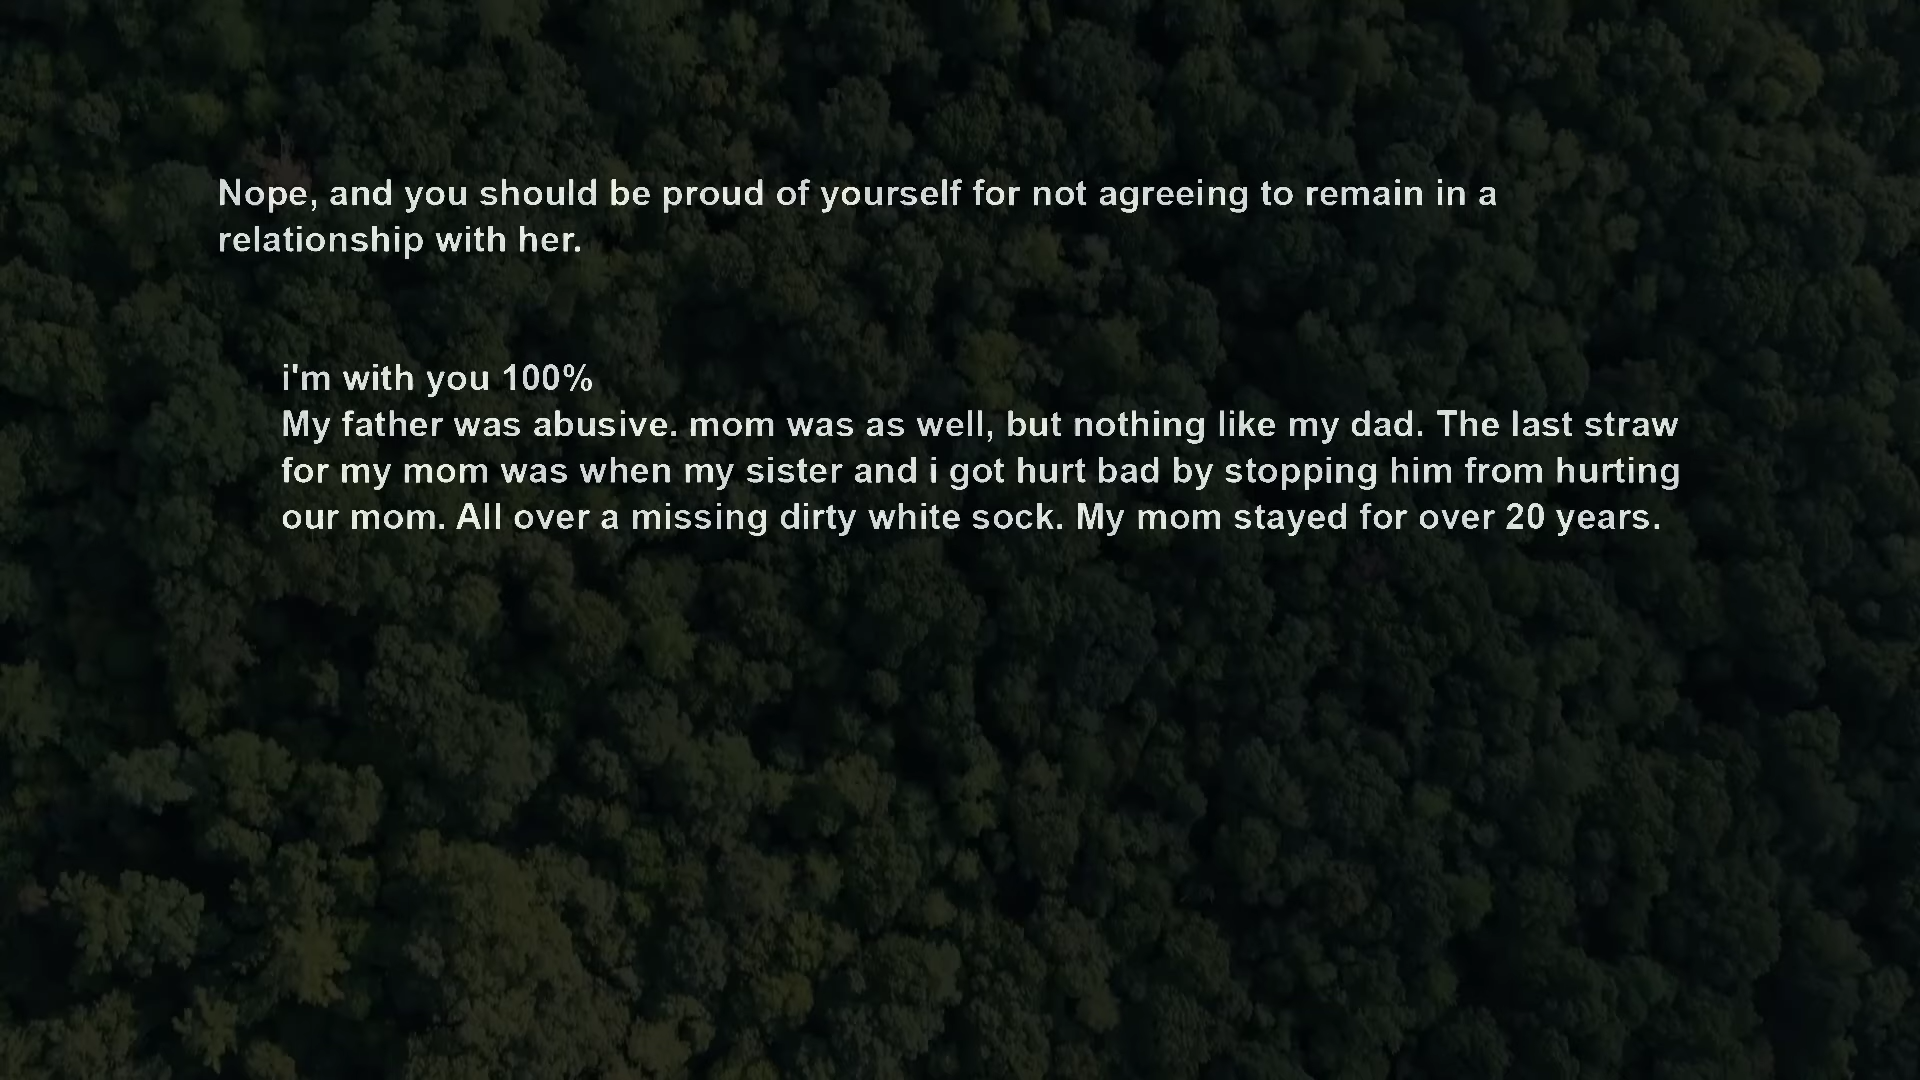 Nope, and you should be proud of yourself for not agreeing to remain in a
relationship with her.
i'm with you 100%
My father was abusive. mom was as well, but nothing like my dad. The last straw
for my mom was when my sister and i got hurt bad by stopping him from hurting
our mom. All over a missing dirty white sock. My mom stayed for over 20 years.